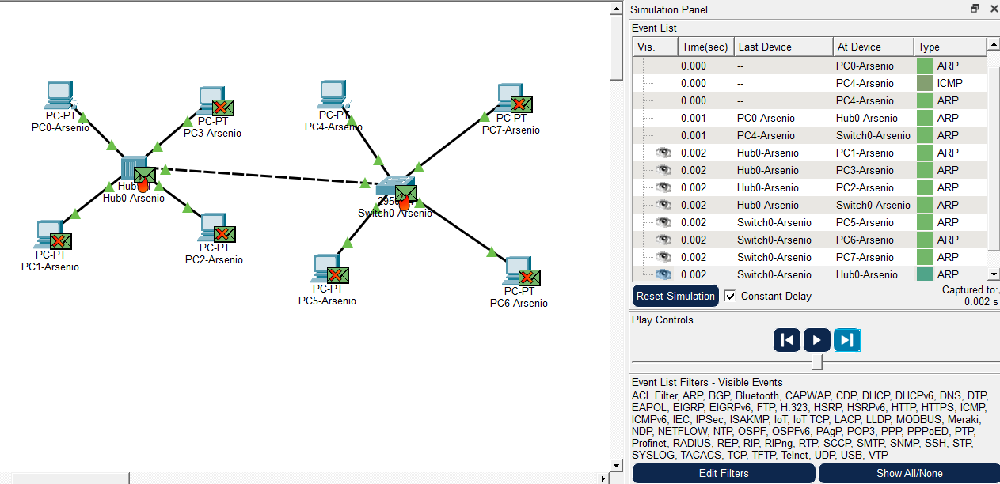 PC-PT
PC0-Arsenio
PC-PT
PC3-Arsenio
PC-PT
PC4-Arsenio
PC-PT
PC7-Arsenio
Hub0-Arsenio
Switch0-Arsenio
PC-PT
PC1-Arsenio
PC-PT
PC2-Arsenio
PC-PT
PC5-Arsenio
PC-PT
PC6-Arsenio
Simulation Panel
Event List
Vis. Time(sec) Last Device At Device Type
0.000 -- PC0-Arsenio ARP
0.000 -- PC4-Arsenio ICMP
0.000 -- PC4-Arsenio ARP
0.001 PC0-Arsenio Hub0-Arsenio ARP
0.001 PC4-Arsenio Switch0-Arsenio ARP
0.002 Hub0-Arsenio PC1-Arsenio ARP
0.002 Hub0-Arsenio PC3-Arsenio ARP
0.002 Hub0-Arsenio PC2-Arsenio ARP
0.002 Hub0-Arsenio Switch0-Arsenio ARP
0.002 Switch0-Arsenio PC5-Arsenio ARP
0.002 Switch0-Arsenio PC6-Arsenio ARP
0.002 Switch0-Arsenio PC7-Arsenio ARP
0.002 Switch0-Arsenio Hub0-Arsenio ARP
Reset Simulation Constant Delay Captured to:
0.002 s
Play Controls
Event List Filters - Visible Events
ACL Filter, ARP, BGP, Bluetooth, CAPWAP, CDP, DHCP, DHCPv6, DNS, DTP,
EAPOL, EIGRP, EIGRPv6, FTP, H.323, HSRP, HSRPv6, HTTP, HTTPS, ICMP,
ICMPv6, IEC, IPSec, ISAKMP, IoT, IoT TCP, LACP, LLDP, MODBUS, Meraki,
NDP, NETFLOW, NTP, OSPF, OSPFv6, PAgP, POP3, PPP, PPPoED, PTP,
Profinet, RADIUS, REP, RIP, RIPng, RTP, SCCP, SMTP, SNMP, SSH, STP,
SYSLOG, TACACS, TCP, TFTP, Telnet, UDP, USB, VTP
Edit Filters Show All/None